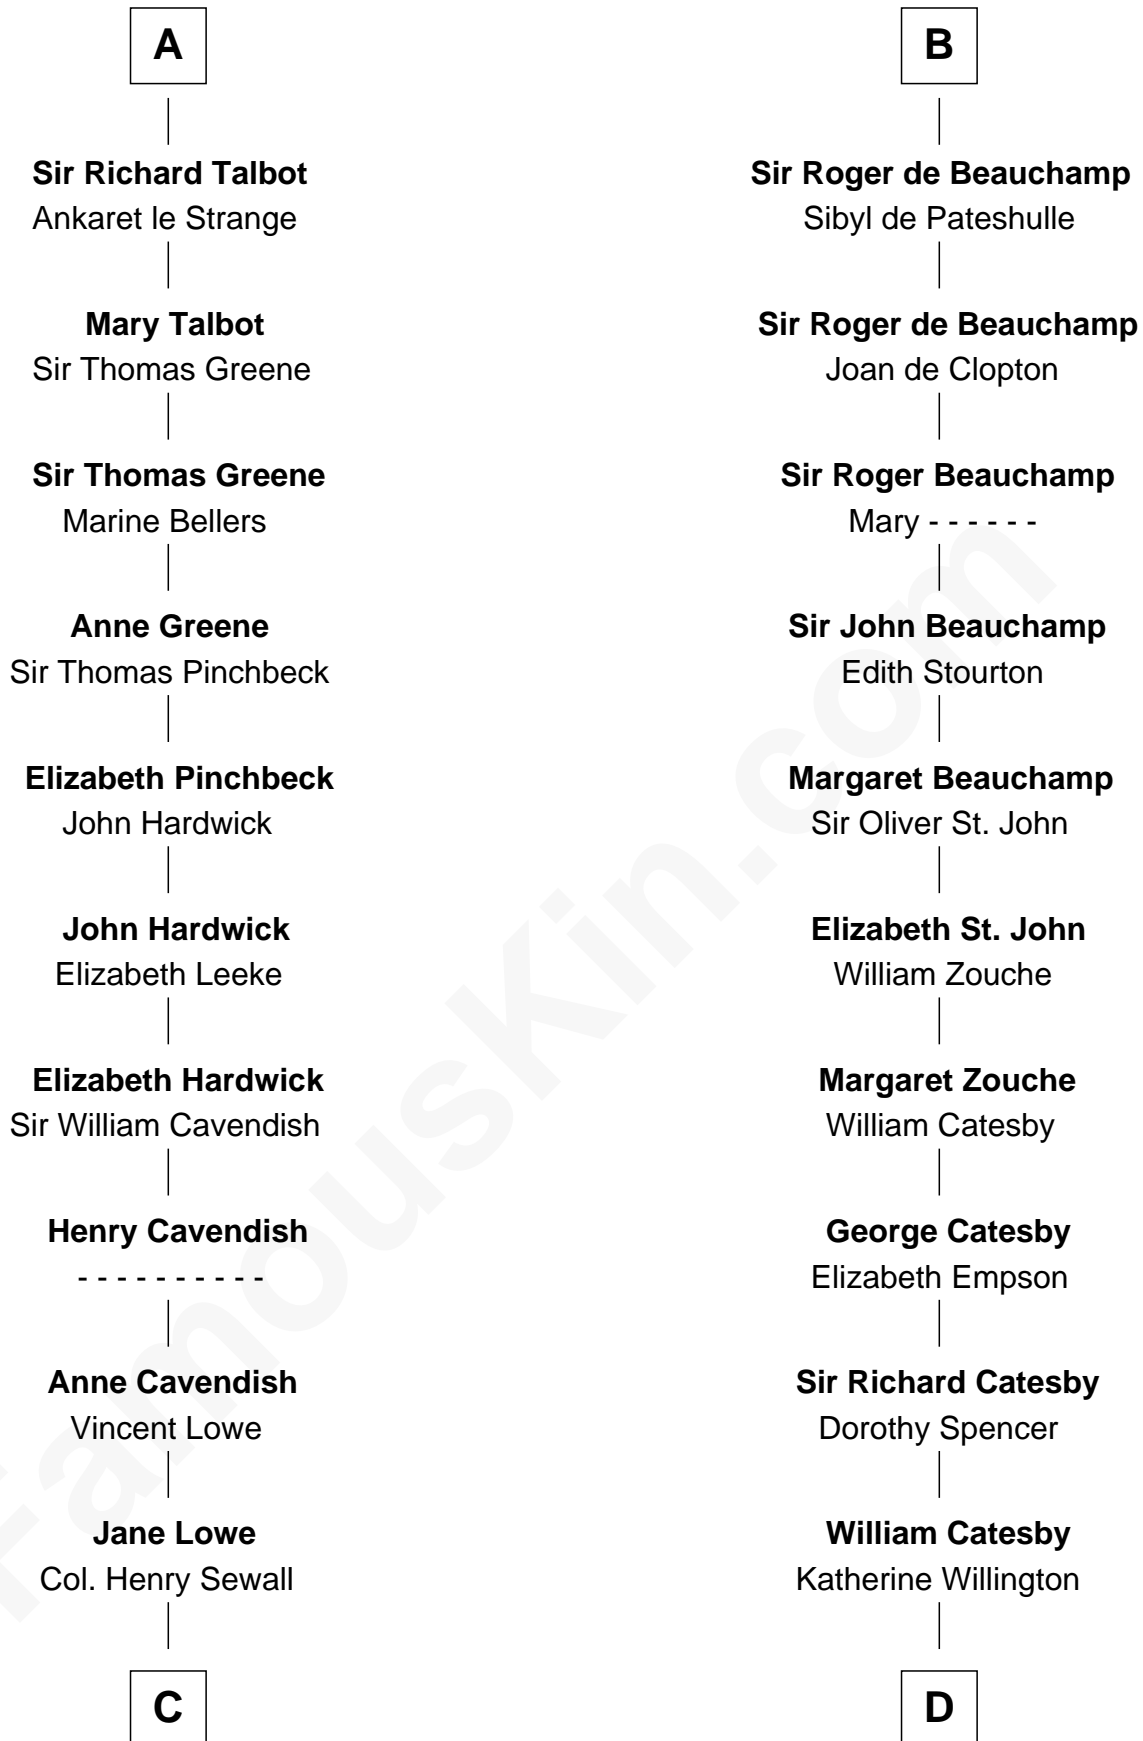 A
Sir Richard Talbot
Ankaret le Strange
Mary Talbot
Sir Thomas Greene
Sir Thomas Greene
Marine Bellers
Anne Greene
Sir Thomas Pinchbeck
Elizabeth Pinchbeck
John Hardwick
John Hardwick
Elizabeth Leeke
Elizabeth Hardwick
Sir William Cavendish
Henry Cavendish
- - - - - - - - - -
Anne Cavendish
Vincent Lowe
Jane Lowe
Col. Henry Sewall
C
B
Sir Roger de Beauchamp
Sibyl de Pateshulle
Sir Roger de Beauchamp
Joan de Clopton
Sir Roger Beauchamp
Mary - - - - - -
Sir John Beauchamp
Edith Stourton
Margaret Beauchamp
Sir Oliver St. John
Elizabeth St. John
William Zouche
Margaret Zouche
William Catesby
George Catesby
Elizabeth Empson
Sir Richard Catesby
Dorothy Spencer
William Catesby
Katherine Willington
D
FamousKin.com